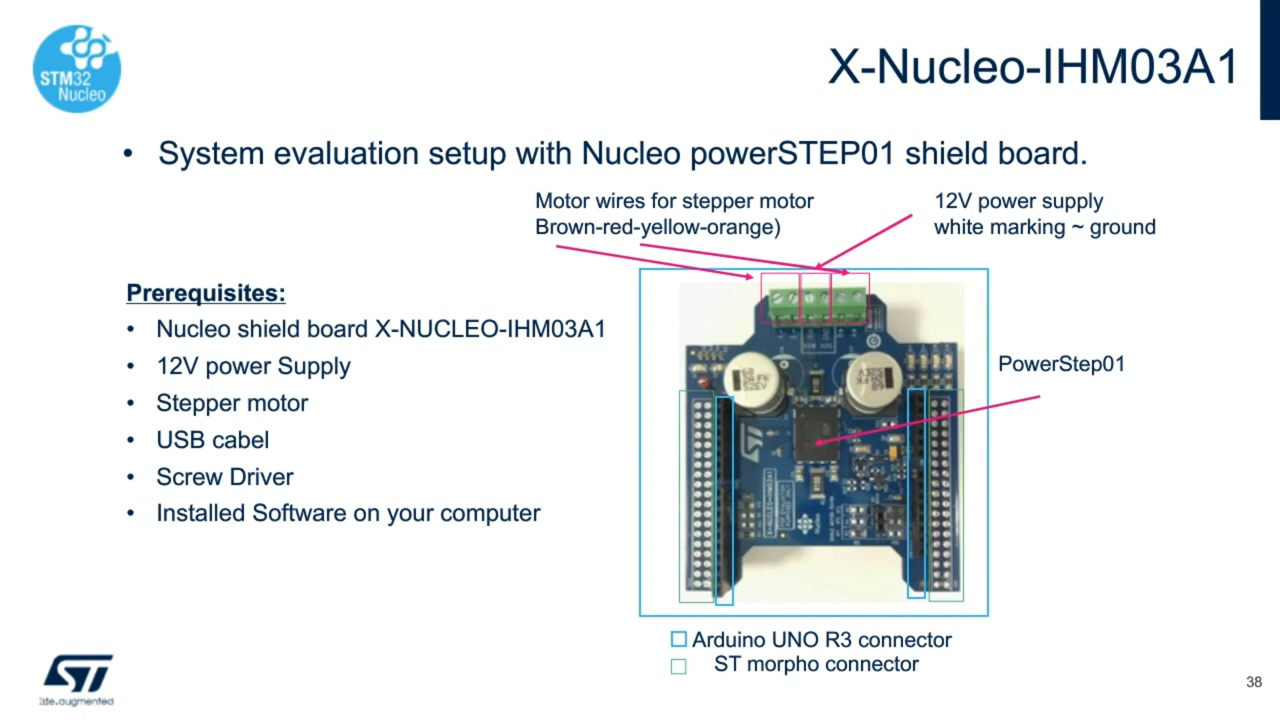 STM32
Nucleo
X-Nucleo-IHM03A1
• System evaluation setup with Nucleo powerSTEP01 shield board.
Motor wires for stepper motor
Brown-red-yellow-orange)
12V power supply
white marking ~ ground
Prerequisites:
• Nucleo shield board X-NUCLEO-IHM03A1
• 12V power Supply
• Stepper motor
• USB cabel
• Screw Driver
• Installed Software on your computer
PowerStep01
Arduino UNO R3 connector
ST morpho connector
ST
life.augmented
38